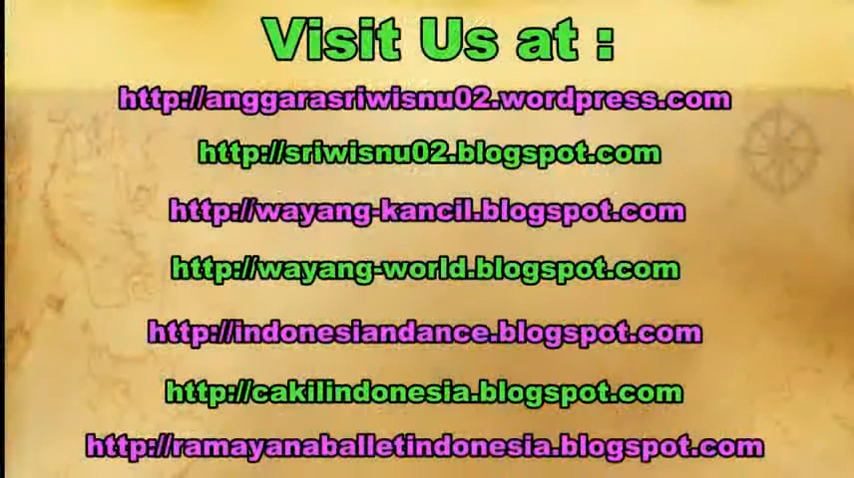 Visit Us at :
http://anggarasriwisnu02.wordpress.com
http://sriwisnu02.blogspot.com
http://wayang-kancil.blogspot.com
http://wayang-world.blogspot.com
http://indonesiandance.blogspot.com
http://cakilindonesia.blogspot.com
http://ramayanaballetindonesia.blogspot.com